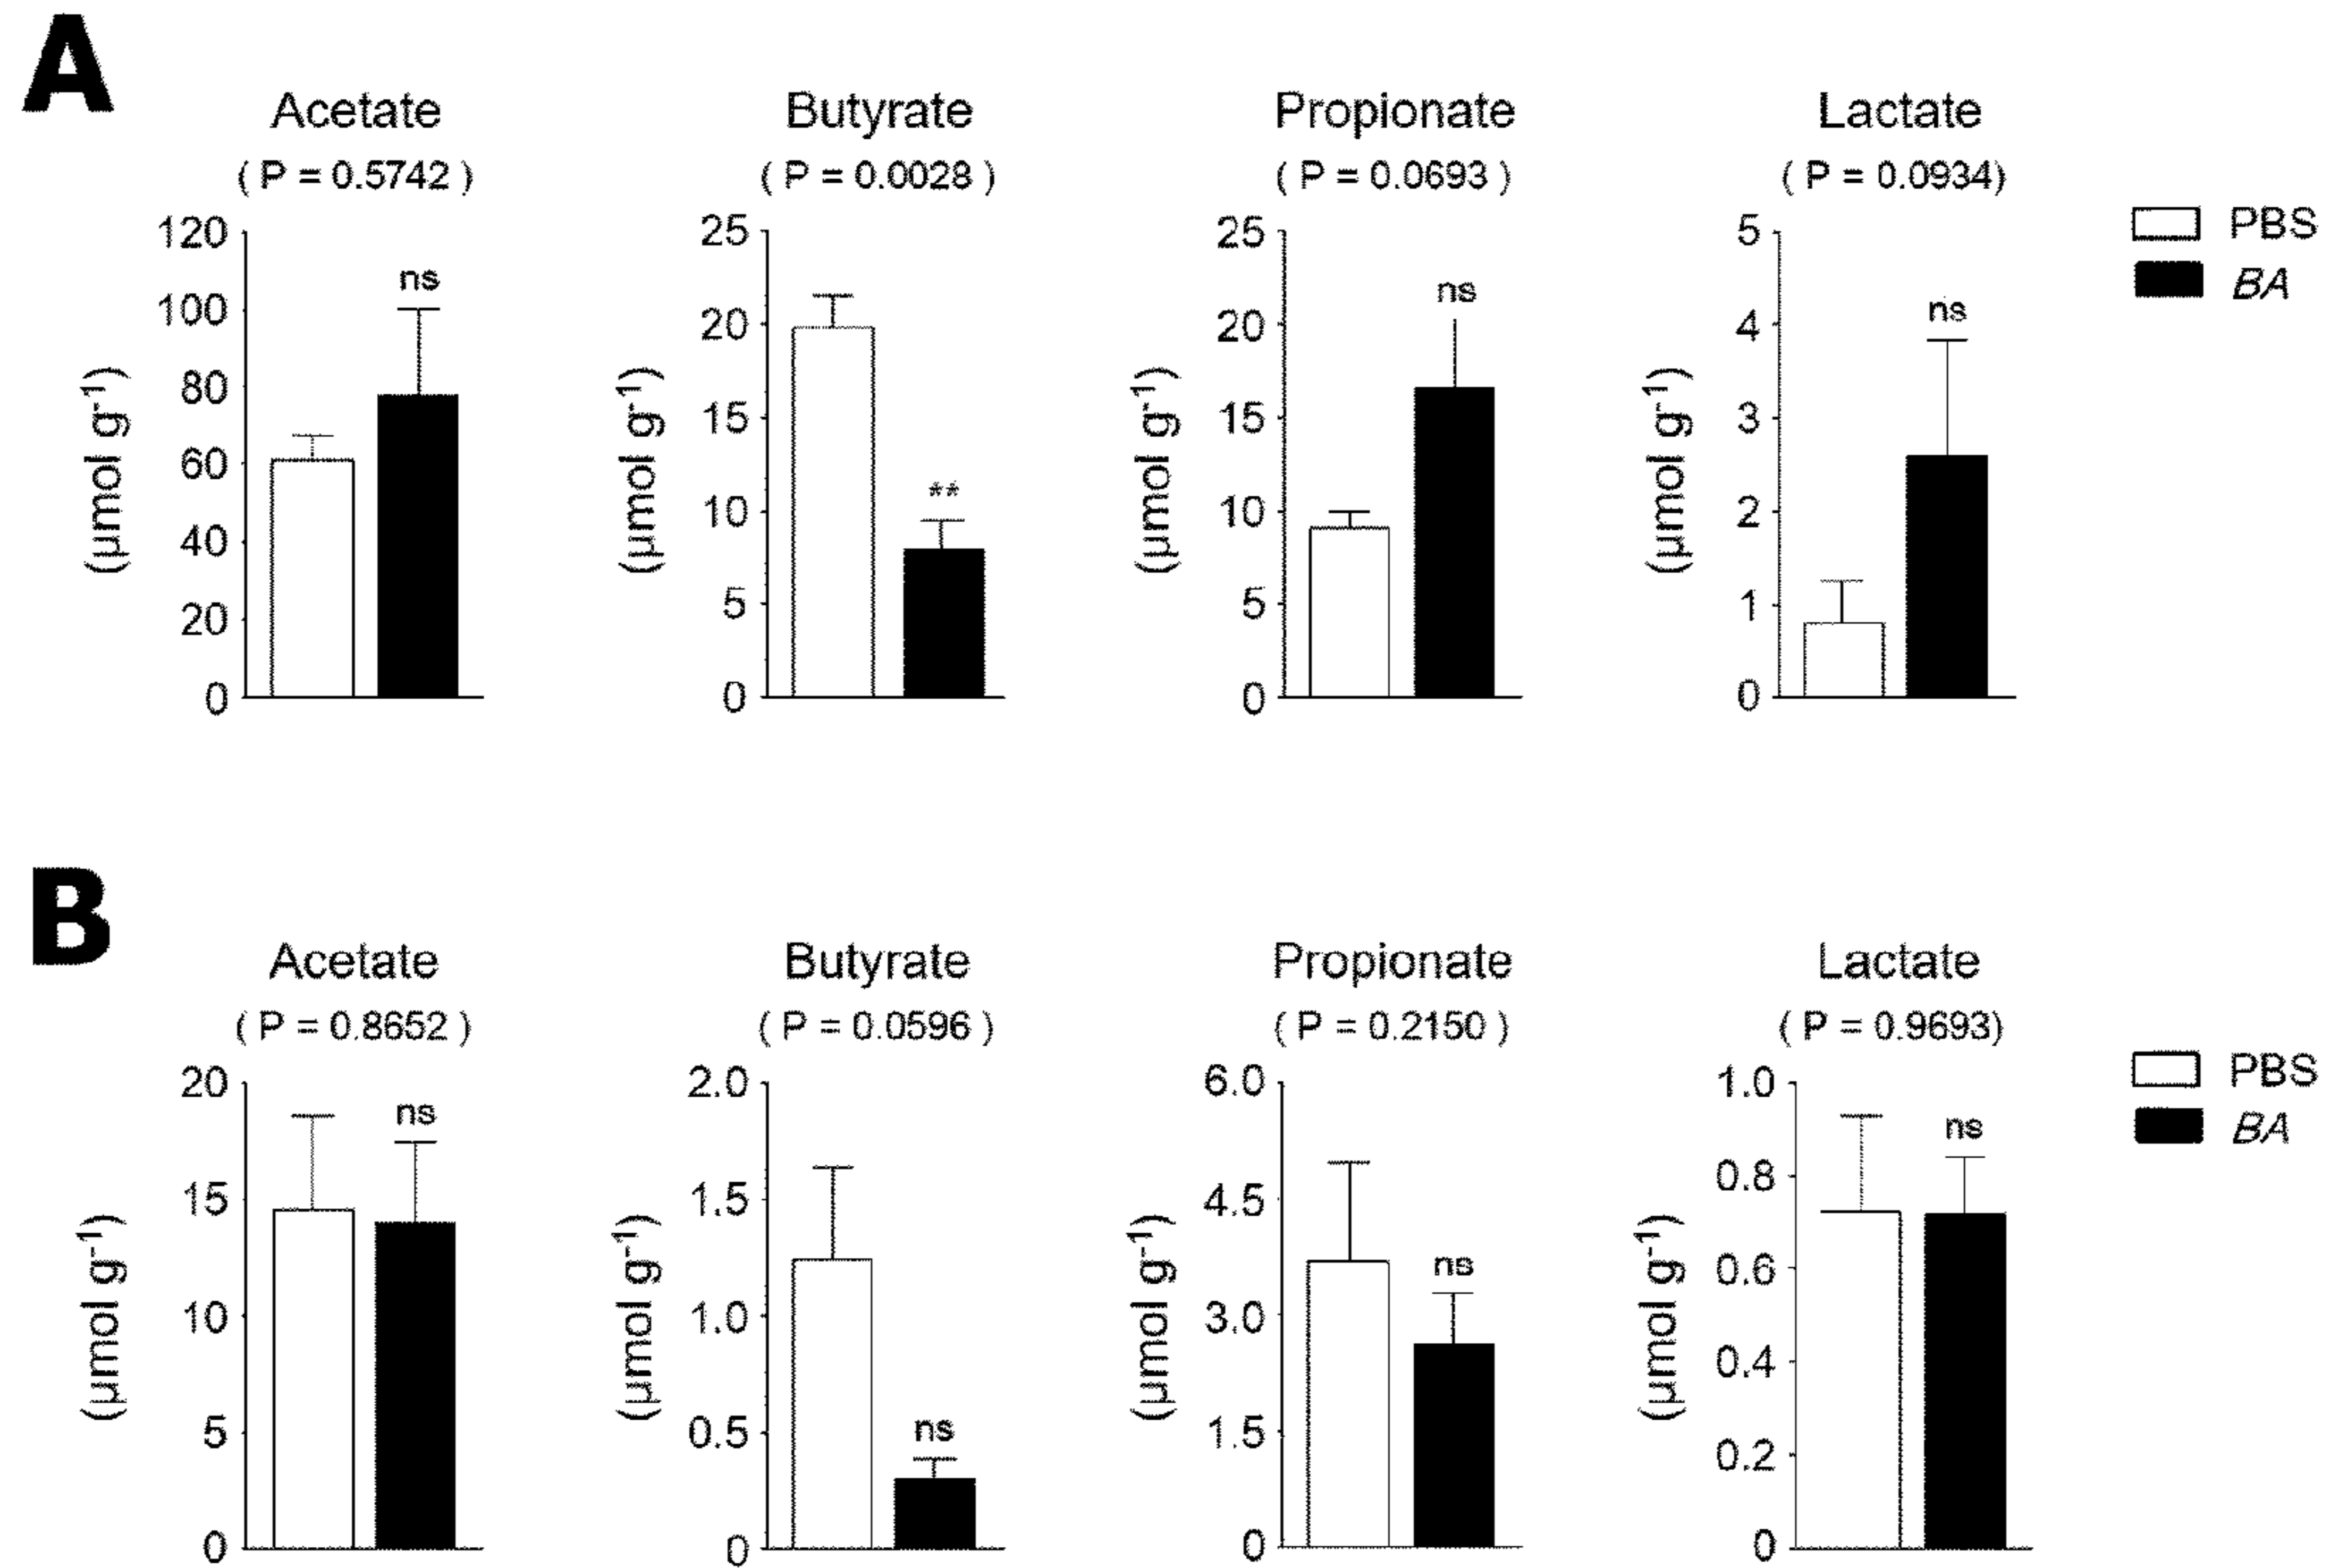 A
Acetate
Butyrate
Propionate
Lactate
( P = 0.5742 )
( P = 0.0028 )
( P = 0.0693 )
( P = 0.0934)
120
100
80
60
40
20
0
(µmol g⁻¹)
ns
25
20
15
10
5
0
(µmol g⁻¹)
**
25
20
15
10
5
0
(µmol g⁻¹)
ns
5
4
3
2
1
0
(µmol g⁻¹)
ns
PBS
BA
B
Acetate
Butyrate
Propionate
Lactate
( P = 0.8652 )
( P = 0.0596 )
( P = 0.2150 )
( P = 0.9693)
20
15
10
5
0
(µmol g⁻¹)
ns
2.0
1.5
1.0
0.5
0
(µmol g⁻¹)
ns
6.0
4.5
3.0
1.5
0
(µmol g⁻¹)
ns
1.0
0.8
0.6
0.4
0.2
0
(µmol g⁻¹)
ns
PBS
BA